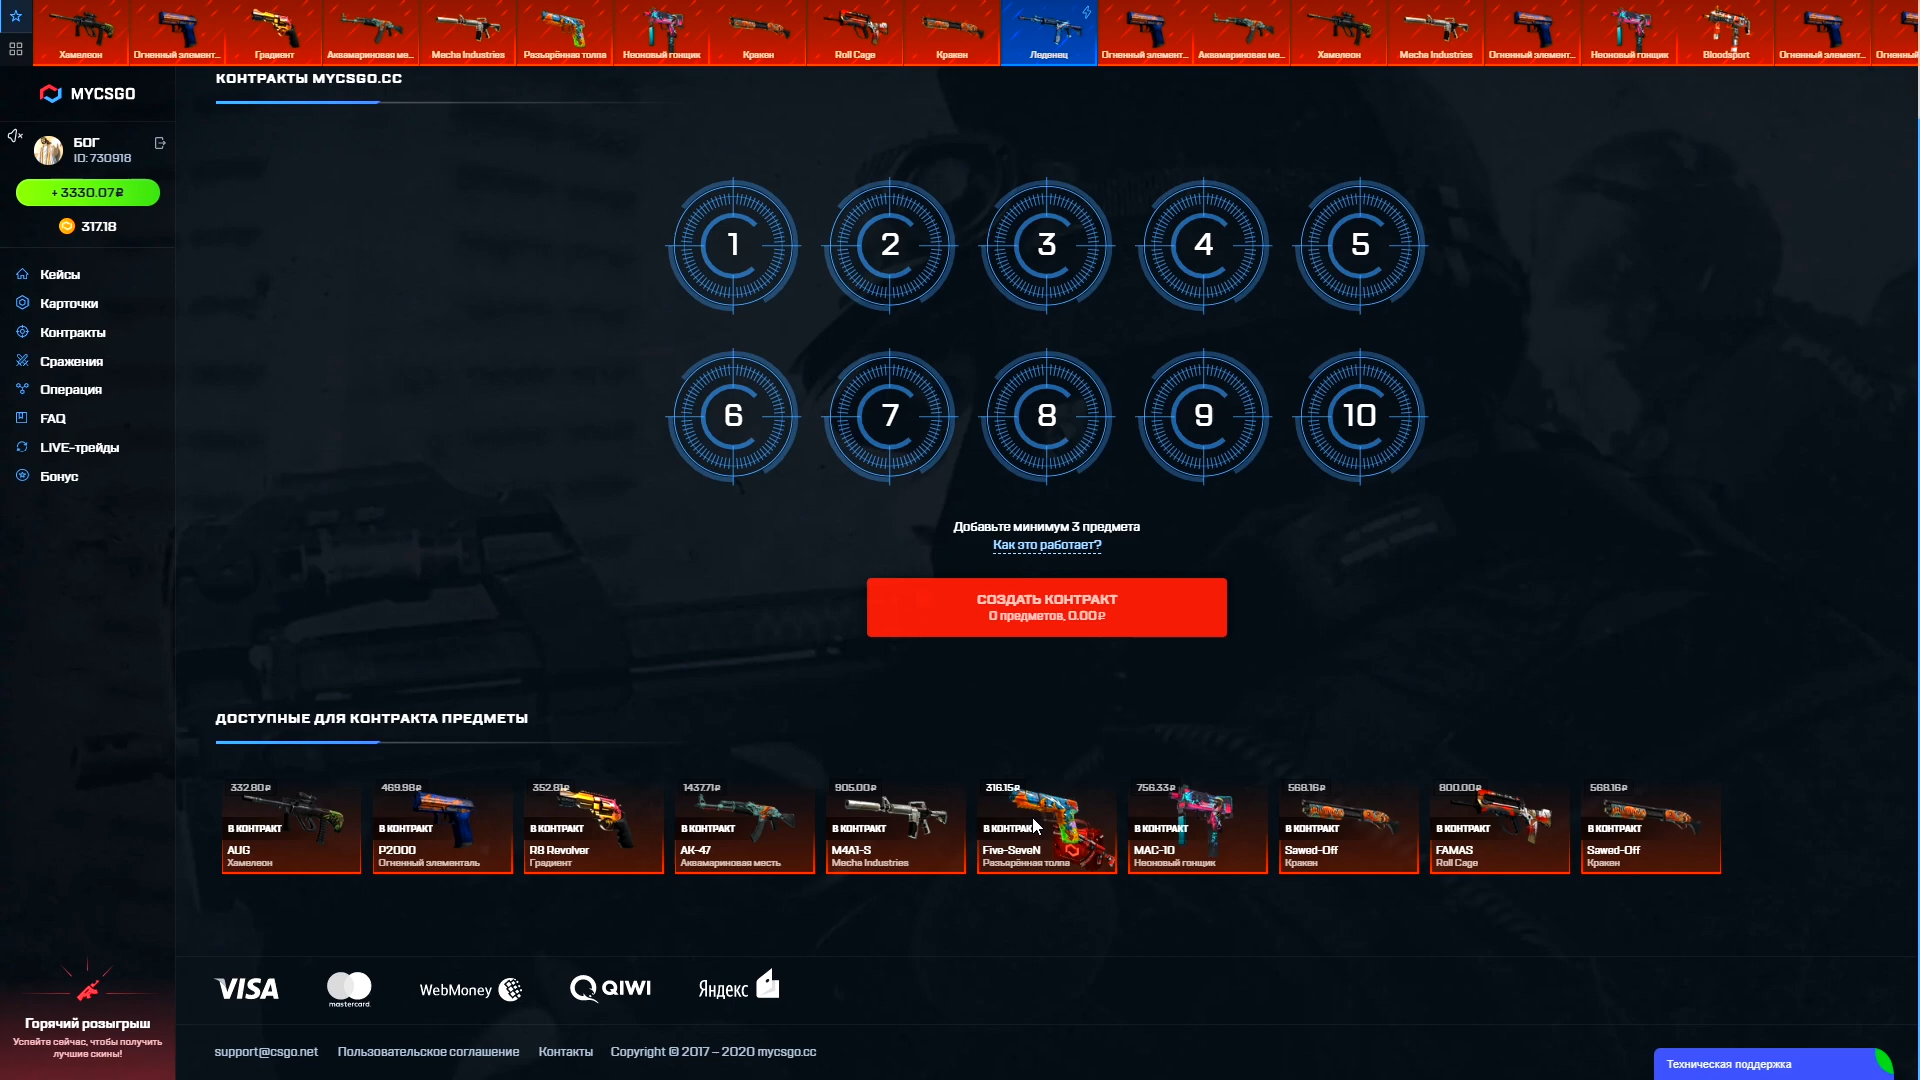 Хамелеон
Огненный элемент...
Градиент
Аквамариновая ме...
Mecha Industries
Разъярённая толпа
Неоновый гонщик
Кракен
Roll Cage
Кракен
Леденец
Огненный элемент...
Аквамариновая ме...
Хамелеон
Mecha Industries
Огненный элемент...
Неоновый гонщик
Bloodsport
Огненный элемент...
Огненный
MYCSGO
БОГ
ID: 730918
+ 3330.07₽
317.18
Кейсы
Карточки
Контракты
Сражения
Операция
FAQ
LIVE-трейды
Бонус
Горячий розыгрыш
Успейте сейчас, чтобы получить
лучшие скины!
КОНТРАКТЫ MYCSGO.CC
1 2 3 4 5
6 7 8 9 10
Добавьте минимум 3 предмета
Как это работает?
СОЗДАТЬ КОНТРАКТ
0 предметов, 0.00₽
ДОСТУПНЫЕ ДЛЯ КОНТРАКТА ПРЕДМЕТЫ
332.80₽
В КОНТРАКТ
AUG
Хамелеон
469.98₽
В КОНТРАКТ
P2000
Огненный элементаль
352.81₽
В КОНТРАКТ
R8 Revolver
Градиент
1437.71₽
В КОНТРАКТ
AK-47
Аквамариновая месть
905.00₽
В КОНТРАКТ
M4A1-S
Mecha Industries
316.15₽
В КОНТРАКТ
Five-SeveN
Разъярённая толпа
756.33₽
В КОНТРАКТ
MAC-10
Неоновый гонщик
568.16₽
В КОНТРАКТ
Sawed-Off
Кракен
800.00₽
В КОНТРАКТ
FAMAS
Roll Cage
568.16₽
В КОНТРАКТ
Sawed-Off
Кракен
VISA
mastercard.
WebMoney
QIWI
Яндекс
support@csgo.net Пользовательское соглашение Контакты Copyright © 2017 – 2020 mycsgo.cc
Техническая поддержка